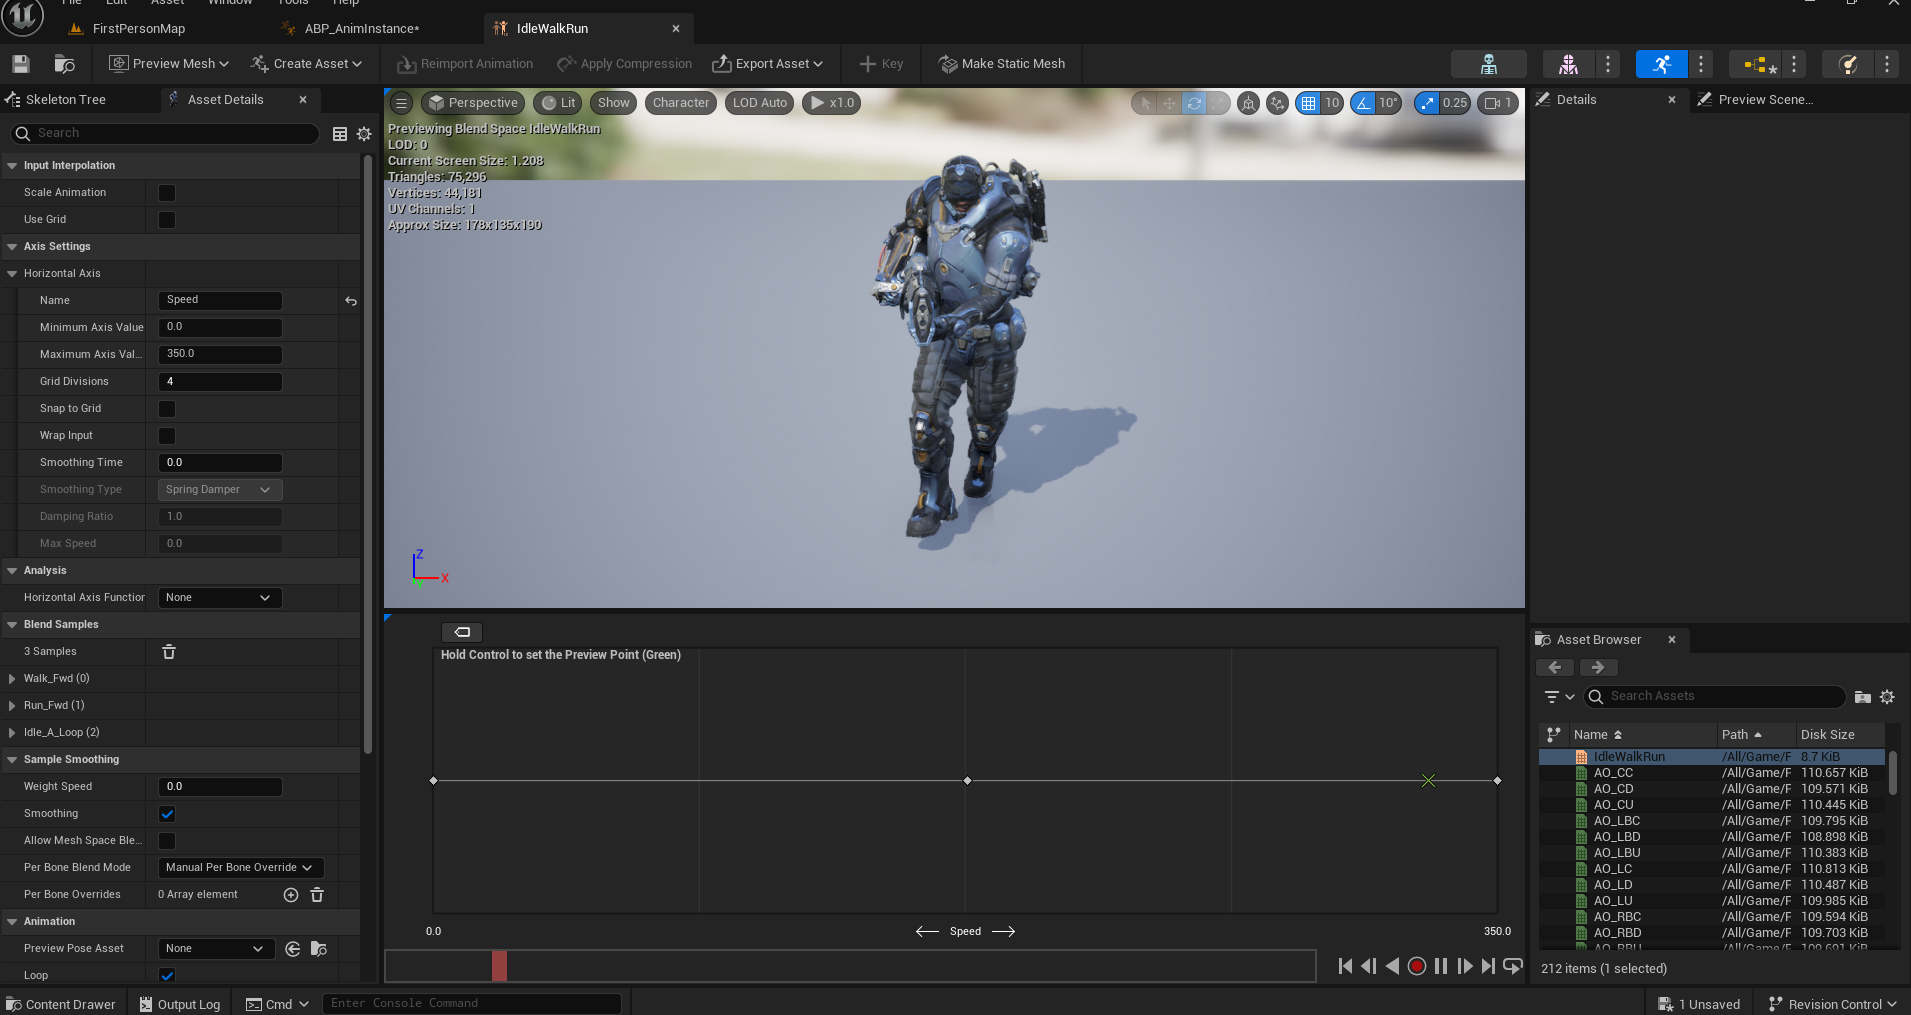 File Edit Asset Window Tools Help
FirstPersonMap
ABP_AnimInstance*
IdleWalkRun
Preview Mesh
Create Asset
Reimport Animation
Apply Compression
Export Asset
Key
Make Static Mesh
Skeleton Tree
Asset Details
Search
Input Interpolation
Scale Animation
Use Grid
Axis Settings
Horizontal Axis
Name Speed
Minimum Axis Value 0.0
Maximum Axis Val... 350.0
Grid Divisions 4
Snap to Grid
Wrap Input
Smoothing Time 0.0
Smoothing Type Spring Damper
Damping Ratio 1.0
Max Speed 0.0
Analysis
Horizontal Axis Function None
Blend Samples
3 Samples
Walk_Fwd (0)
Run_Fwd (1)
Idle_A_Loop (2)
Sample Smoothing
Weight Speed 0.0
Smoothing
Allow Mesh Space Ble...
Per Bone Blend Mode Manual Per Bone Override
Per Bone Overrides 0 Array element
Animation
Preview Pose Asset None
Loop
Perspective Lit Show Character LOD Auto x1.0
10 10° 0.25 1
Previewing Blend Space IdleWalkRun
LOD: 0
Current Screen Size: 1.208
Triangles: 75,296
Vertices: 44,181
UV Channels: 1
Approx Size: 178x135x190
Z
X
Hold Control to set the Preview Point (Green)
0.0 Speed 350.0
Details
Preview Scene...
Asset Browser
Search Assets
Name Path Disk Size
IdleWalkRun /All/Game/F 8.7 KiB
AO_CC /All/Game/F 110.657 KiB
AO_CD /All/Game/F 109.571 KiB
AO_CU /All/Game/F 110.445 KiB
AO_LBC /All/Game/F 109.795 KiB
AO_LBD /All/Game/F 108.898 KiB
AO_LBU /All/Game/F 110.383 KiB
AO_LC /All/Game/F 110.813 KiB
AO_LD /All/Game/F 110.487 KiB
AO_LU /All/Game/F 109.985 KiB
AO_RBC /All/Game/F 109.594 KiB
AO_RBD /All/Game/F 109.703 KiB
AO_RBU /All/Game/F 109.691 KiB
212 items (1 selected)
Content Drawer
Output Log
Cmd
Enter Console Command
1 Unsaved
Revision Control